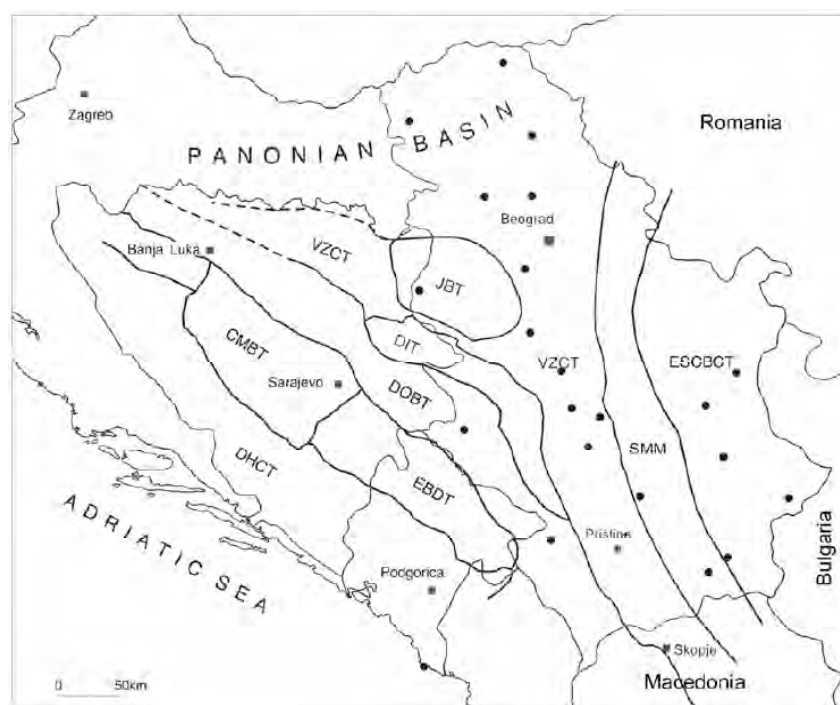 Zagreb
PANONIAN BASIN
Romania
Beograd
Banja Luka
VZCT
JBT
DIT
CMBT
VZCT
ESCBCT
Sarajevo
DOBT
SMM
DHCT
EBDT
Pristina
Bulgaria
ADRIATIC SEA
Podgorica
Skopje
0 50km
Macedonia